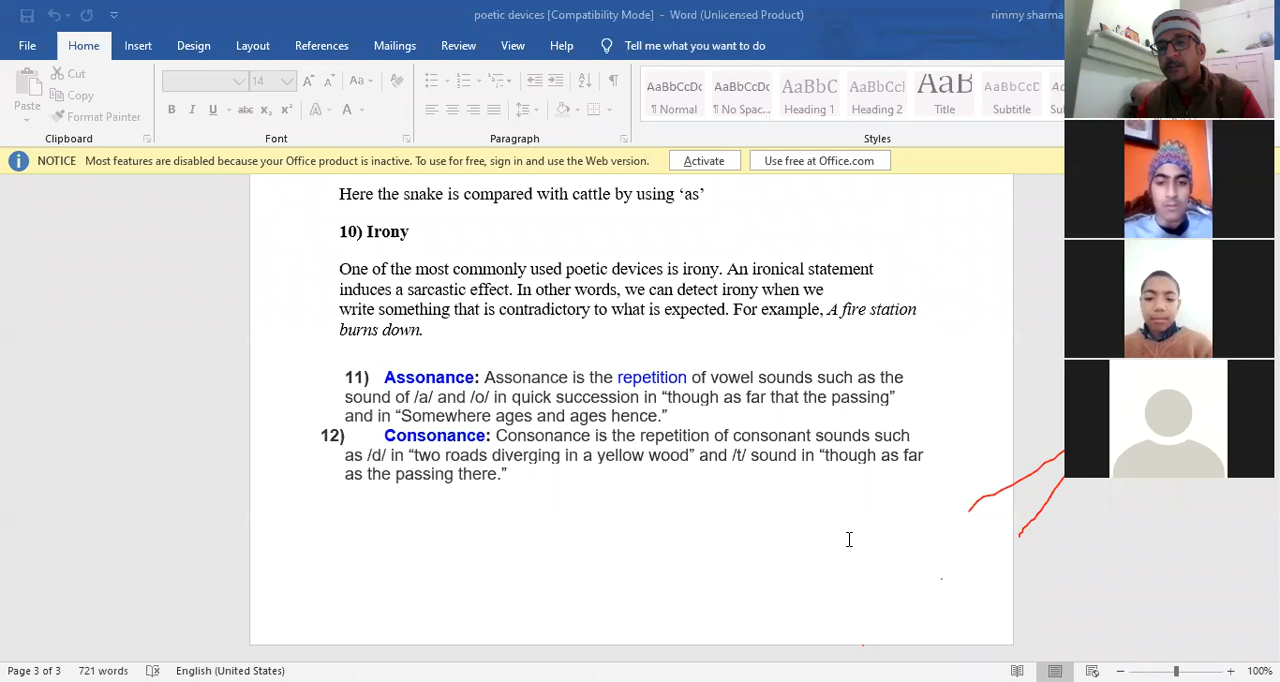 poetic devices [Compatibility Mode] - Word (Unlicensed Product)
rimmy sharma
File Home Insert Design Layout References Mailings Review View Help Tell me what you want to do
Cut
Copy
Format Painter
Paste
14
Aa
B I U abc x₂ x² A A
AaBbCcDc AaBbCcDc AaBbC AaBbCcl AaB AaBbCcD
¶ Normal ¶ No Spac... Heading 1 Heading 2 Title Subtitle
Clipboard Font Paragraph Styles
NOTICE Most features are disabled because your Office product is inactive. To use for free, sign in and use the Web version. Activate Use free at Office.com
Here the snake is compared with cattle by using ‘as’
10) Irony
One of the most commonly used poetic devices is irony. An ironical statement
induces a sarcastic effect. In other words, we can detect irony when we
write something that is contradictory to what is expected. For example, A fire station
burns down.
11) Assonance: Assonance is the repetition of vowel sounds such as the
sound of /a/ and /o/ in quick succession in “though as far that the passing”
and in “Somewhere ages and ages hence.”
12) Consonance: Consonance is the repetition of consonant sounds such
as /d/ in “two roads diverging in a yellow wood” and /t/ sound in “though as far
as the passing there.”
Page 3 of 3 721 words English (United States) 100%